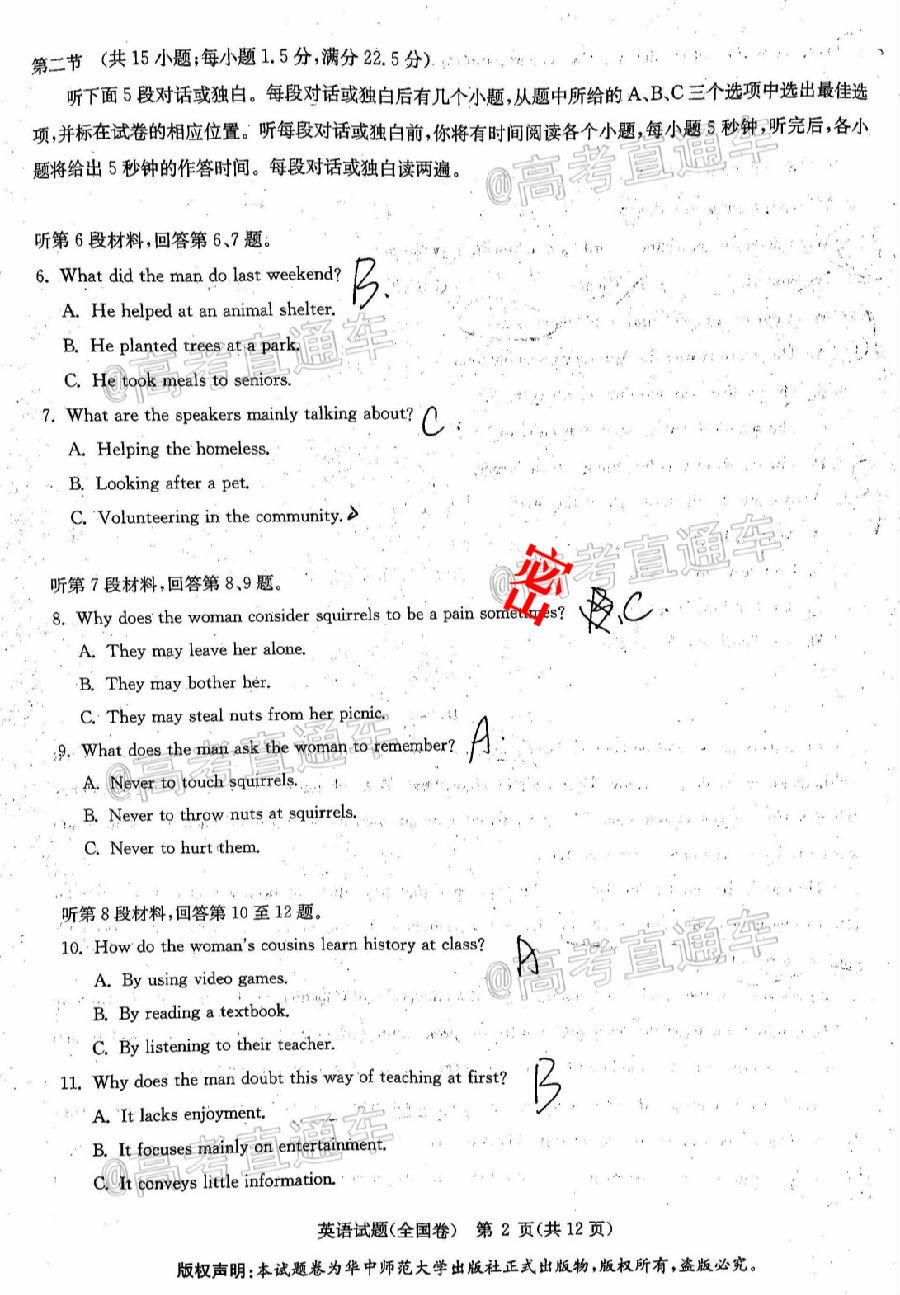 第二节 (共 15 小题;每小题 1.5 分,满分 22.5 分)
听下面 5 段对话或独白。每段对话或独白后有几个小题,从题中所给的 A、B、C 三个选项中选出最佳选
项,并标在试卷的相应位置。听每段对话或独白前,你将有时间阅读各个小题,每小题 5 秒钟,听完后,各小
题将给出 5 秒钟的作答时间。每段对话或独白读两遍。
@高考直通车
听第 6 段材料,回答第 6、7 题。
6. What did the man do last weekend? B.
A. He helped at an animal shelter.
B. He planted trees at a park.
C. He took meals to seniors.
@高考直通车
7. What are the speakers mainly talking about? C.
A. Helping the homeless.
B. Looking after a pet.
C. Volunteering in the community.
@高考直通车
密
听第 7 段材料,回答第 8、9 题。
8. Why does the woman consider squirrels to be a pain sometimes? C
A. They may leave her alone.
B. They may bother her.
C. They may steal nuts from her picnic.
9. What does the man ask the woman to remember? A.
@高考直通车
A. Never to touch squirrels.
B. Never to throw nuts at squirrels.
C. Never to hurt them.
听第 8 段材料,回答第 10 至 12 题。
10. How do the woman's cousins learn history at class? A
@高考直通车
A. By using video games.
B. By reading a textbook.
C. By listening to their teacher.
11. Why does the man doubt this way of teaching at first? B
A. It lacks enjoyment.
B. It focuses mainly on entertainment.
@高考直通车
C. It conveys little information.
英语试题(全国卷) 第 2 页(共 12 页)
版权声明:本试题卷为华中师范大学出版社正式出版物,版权所有,盗版必究。